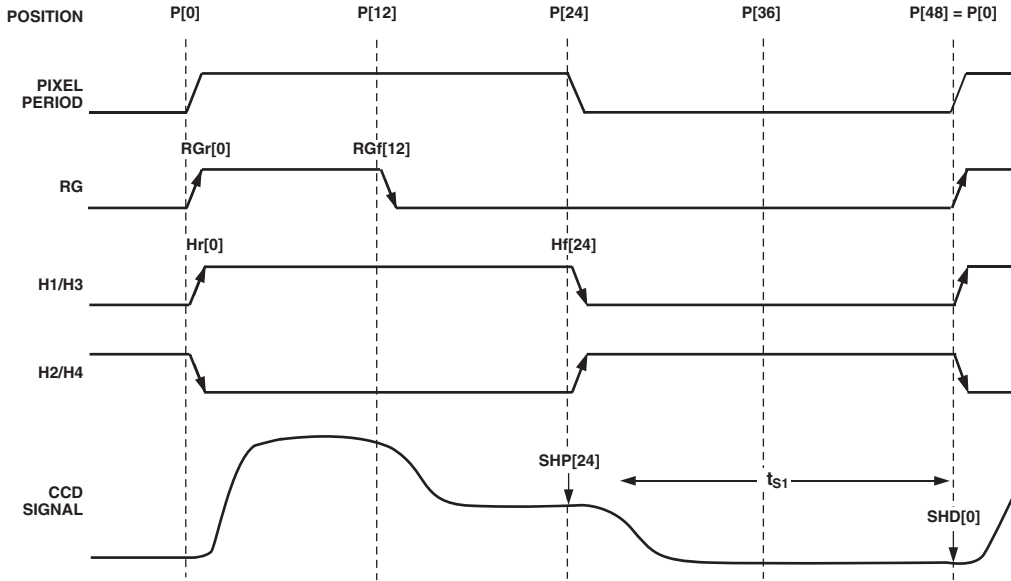 POSITION P[0] P[12] P[24] P[36] P[48] = P[0]
PIXEL
PERIOD
RGr[0] RGf[12]
RG
Hr[0] Hf[24]
H1/H3
H2/H4
SHP[24]
tS1
CCD
SIGNAL
SHD[0]